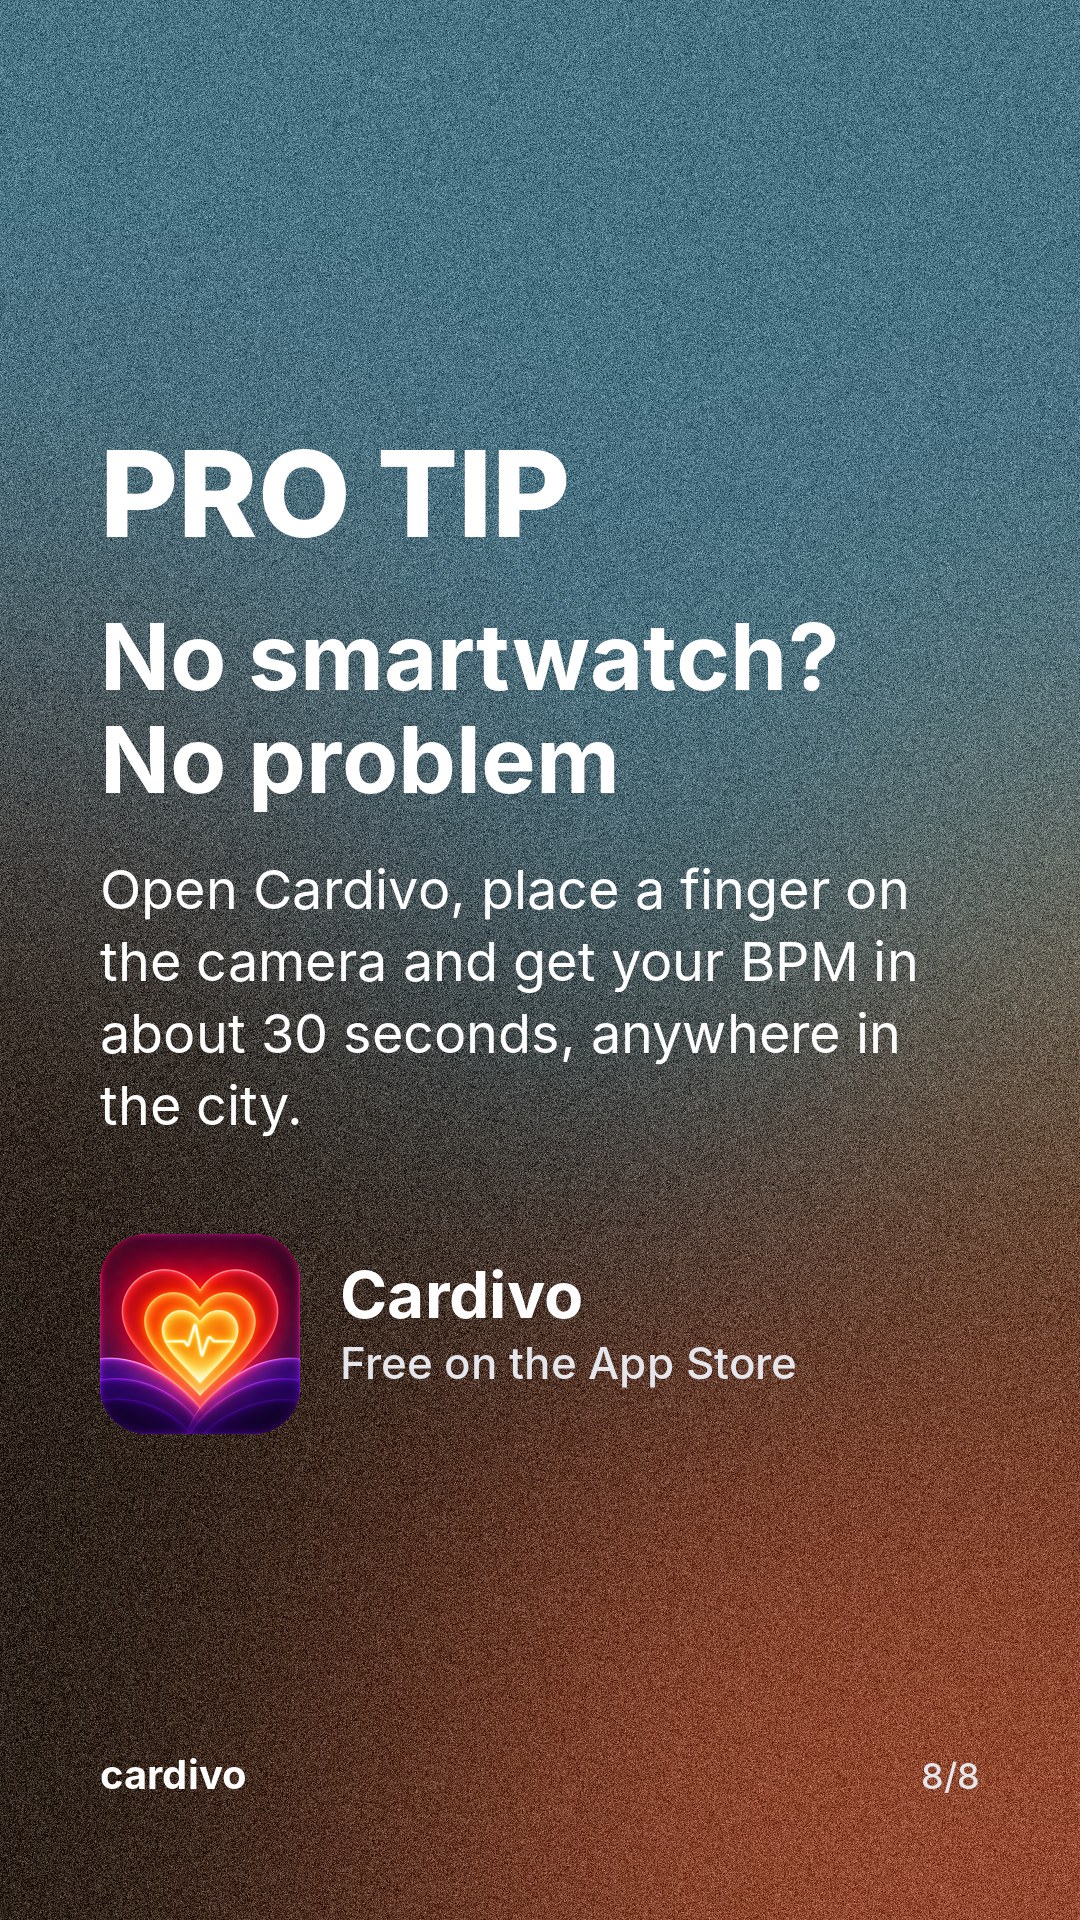 PRO TIP
No smartwatch?
No problem
Open Cardivo, place a finger on
the camera and get your BPM in
about 30 seconds, anywhere in
the city.
Cardivo
Free on the App Store
cardivo
8/8